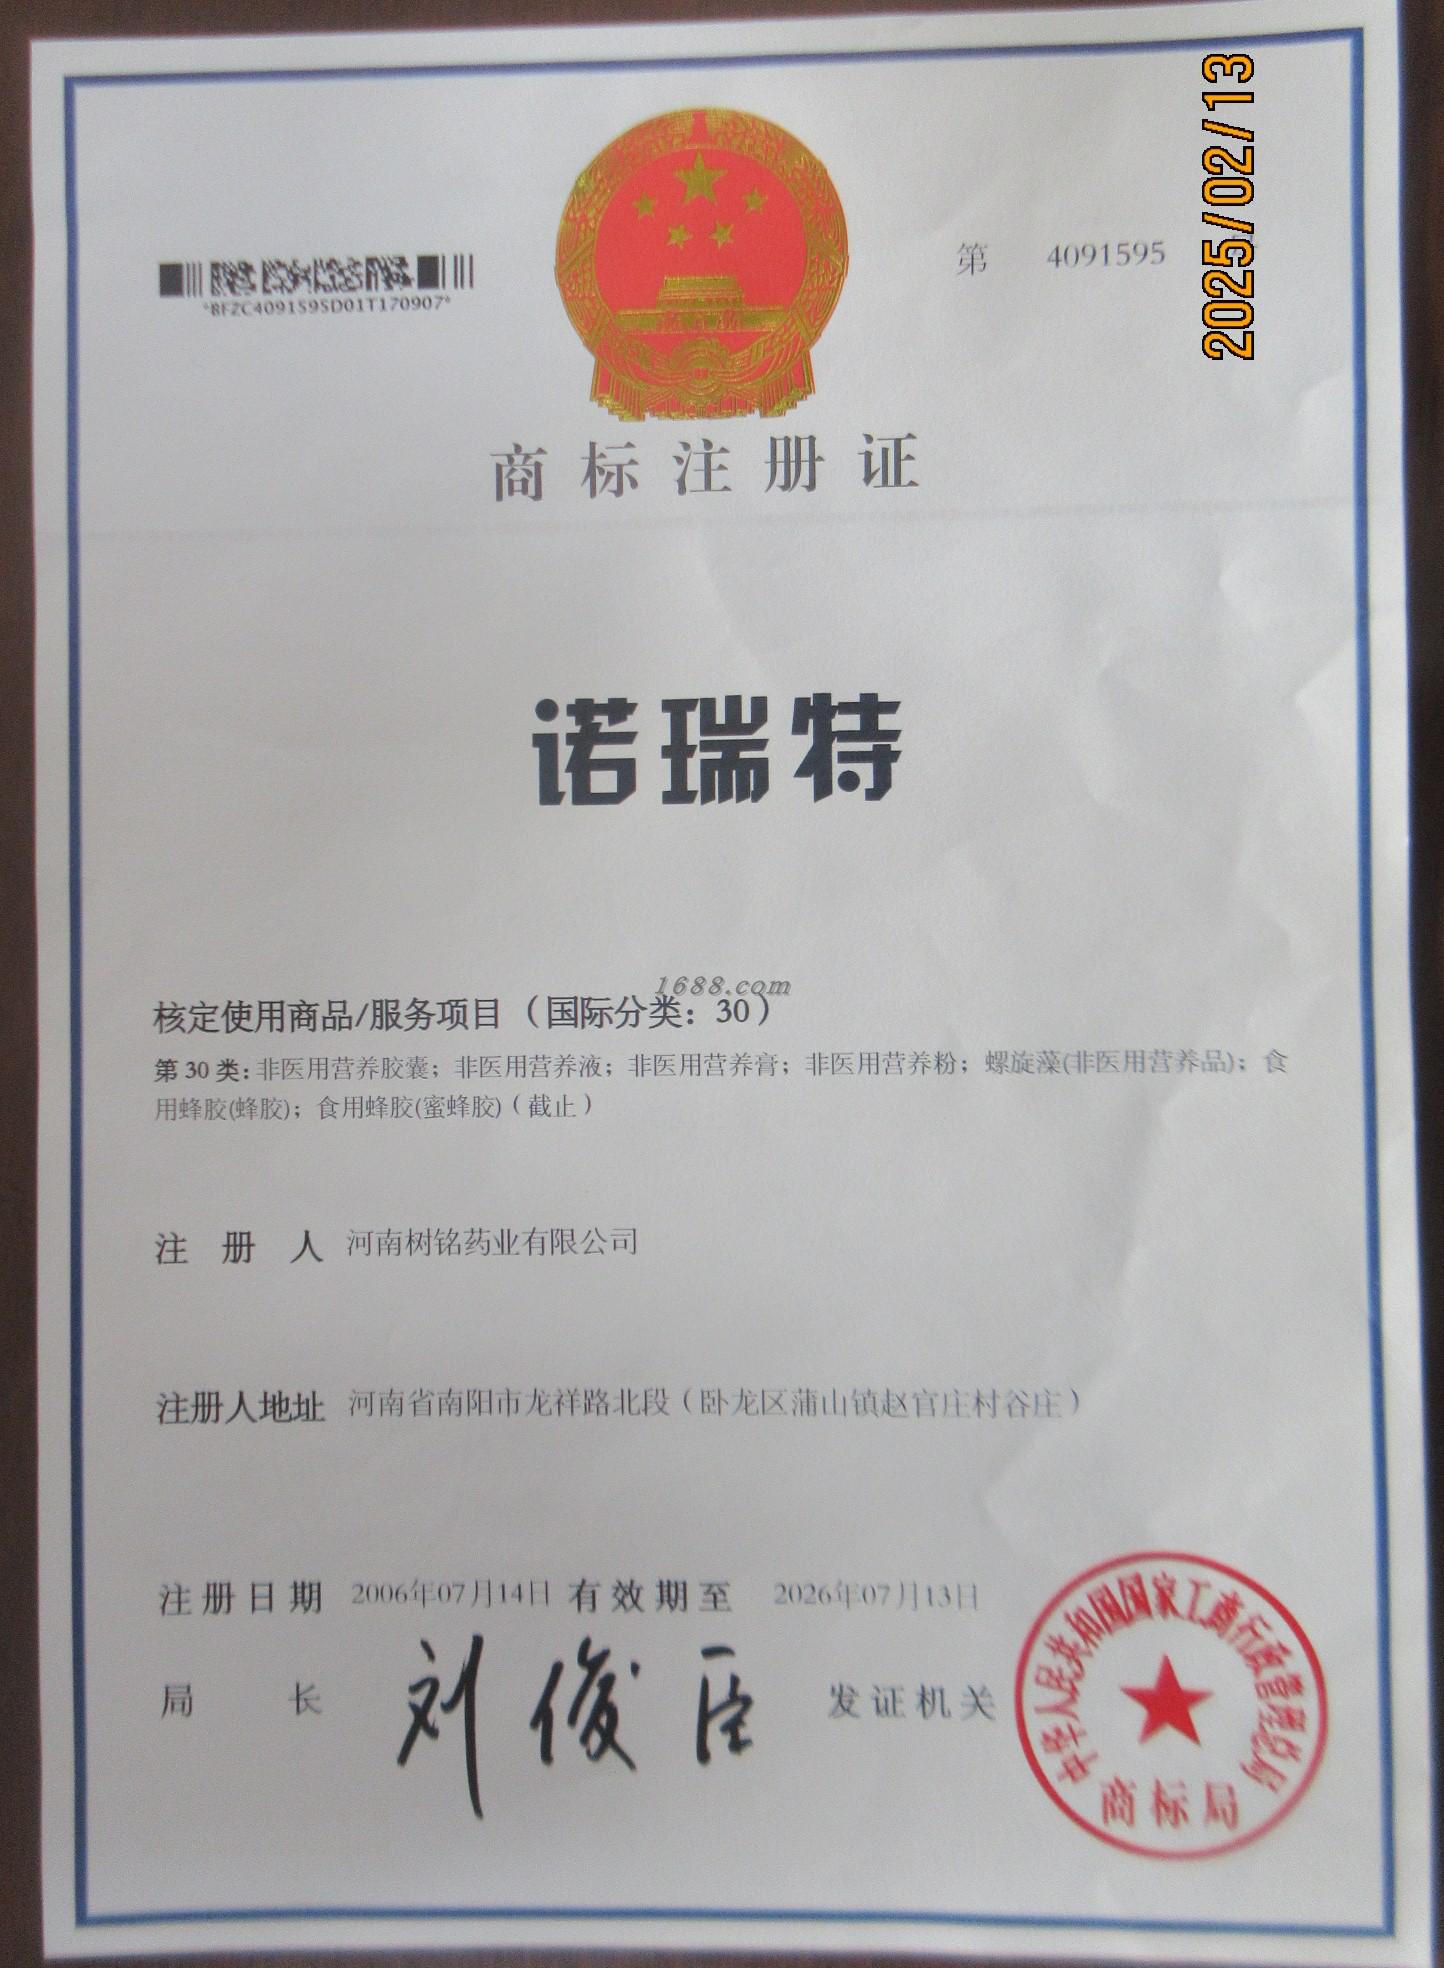 2025/02/13
*BFZC4091595D01T170907*
第 4091595 号
商标注册证
诺瑞特
1688.com
核定使用商品/服务项目（国际分类：30）
第 30 类：非医用营养胶囊；非医用营养液；非医用营养膏；非医用营养粉；螺旋藻(非医用营养品)；食
用蜂胶(蜂胶)；食用蜂胶(蜜蜂胶)（截止）
注册人 河南树铭药业有限公司
注册人地址 河南省南阳市龙祥路北段（卧龙区蒲山镇赵官庄村谷庄）
注册日期 2006年07月14日 有效期至 2026年07月13日
局长 刘俊臣 发证机关
中华人民共和国国家工商行政管理总局
商标局